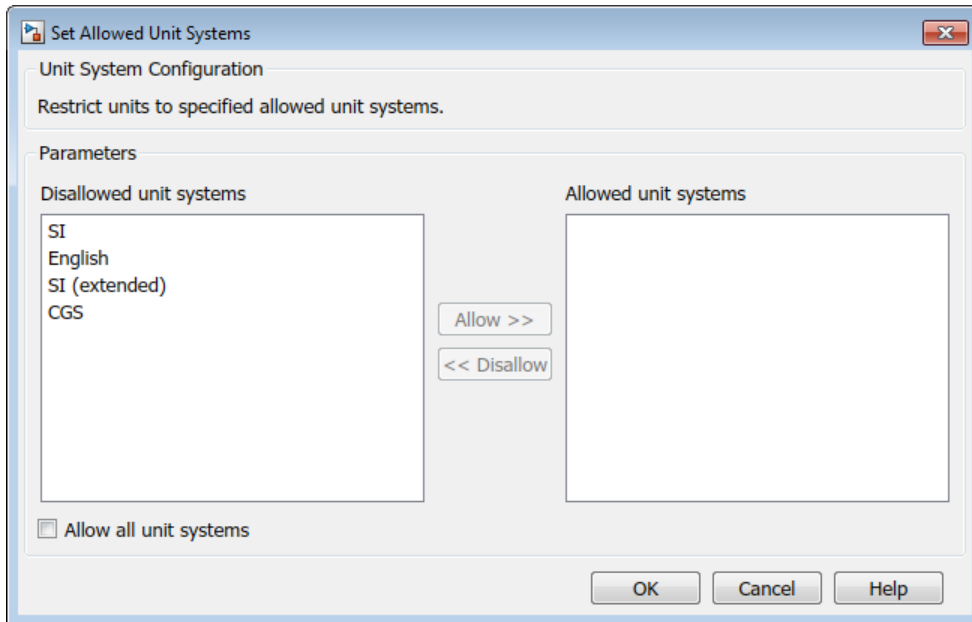 Set Allowed Unit Systems
Unit System Configuration
Restrict units to specified allowed unit systems.
Parameters
Disallowed unit systems
SI
English
SI (extended)
CGS
Allow >>
<< Disallow
Allowed unit systems
Allow all unit systems
OK
Cancel
Help